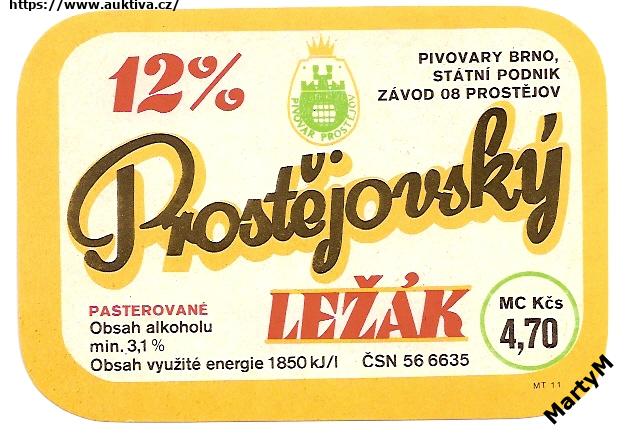 https://www.auktiva.cz/
12%
PIVOVAR PROSTĚJOV
PIVOVARY BRNO,
STÁTNÍ PODNIK
ZÁVOD 08 PROSTĚJOV
Prostějovský
LEŽÁK
PASTEROVANÉ
Obsah alkoholu
min. 3,1 %
Obsah využité energie 1850 kJ/l
ČSN 56 6635
MC Kčs
4,70
MT 11
MartyM